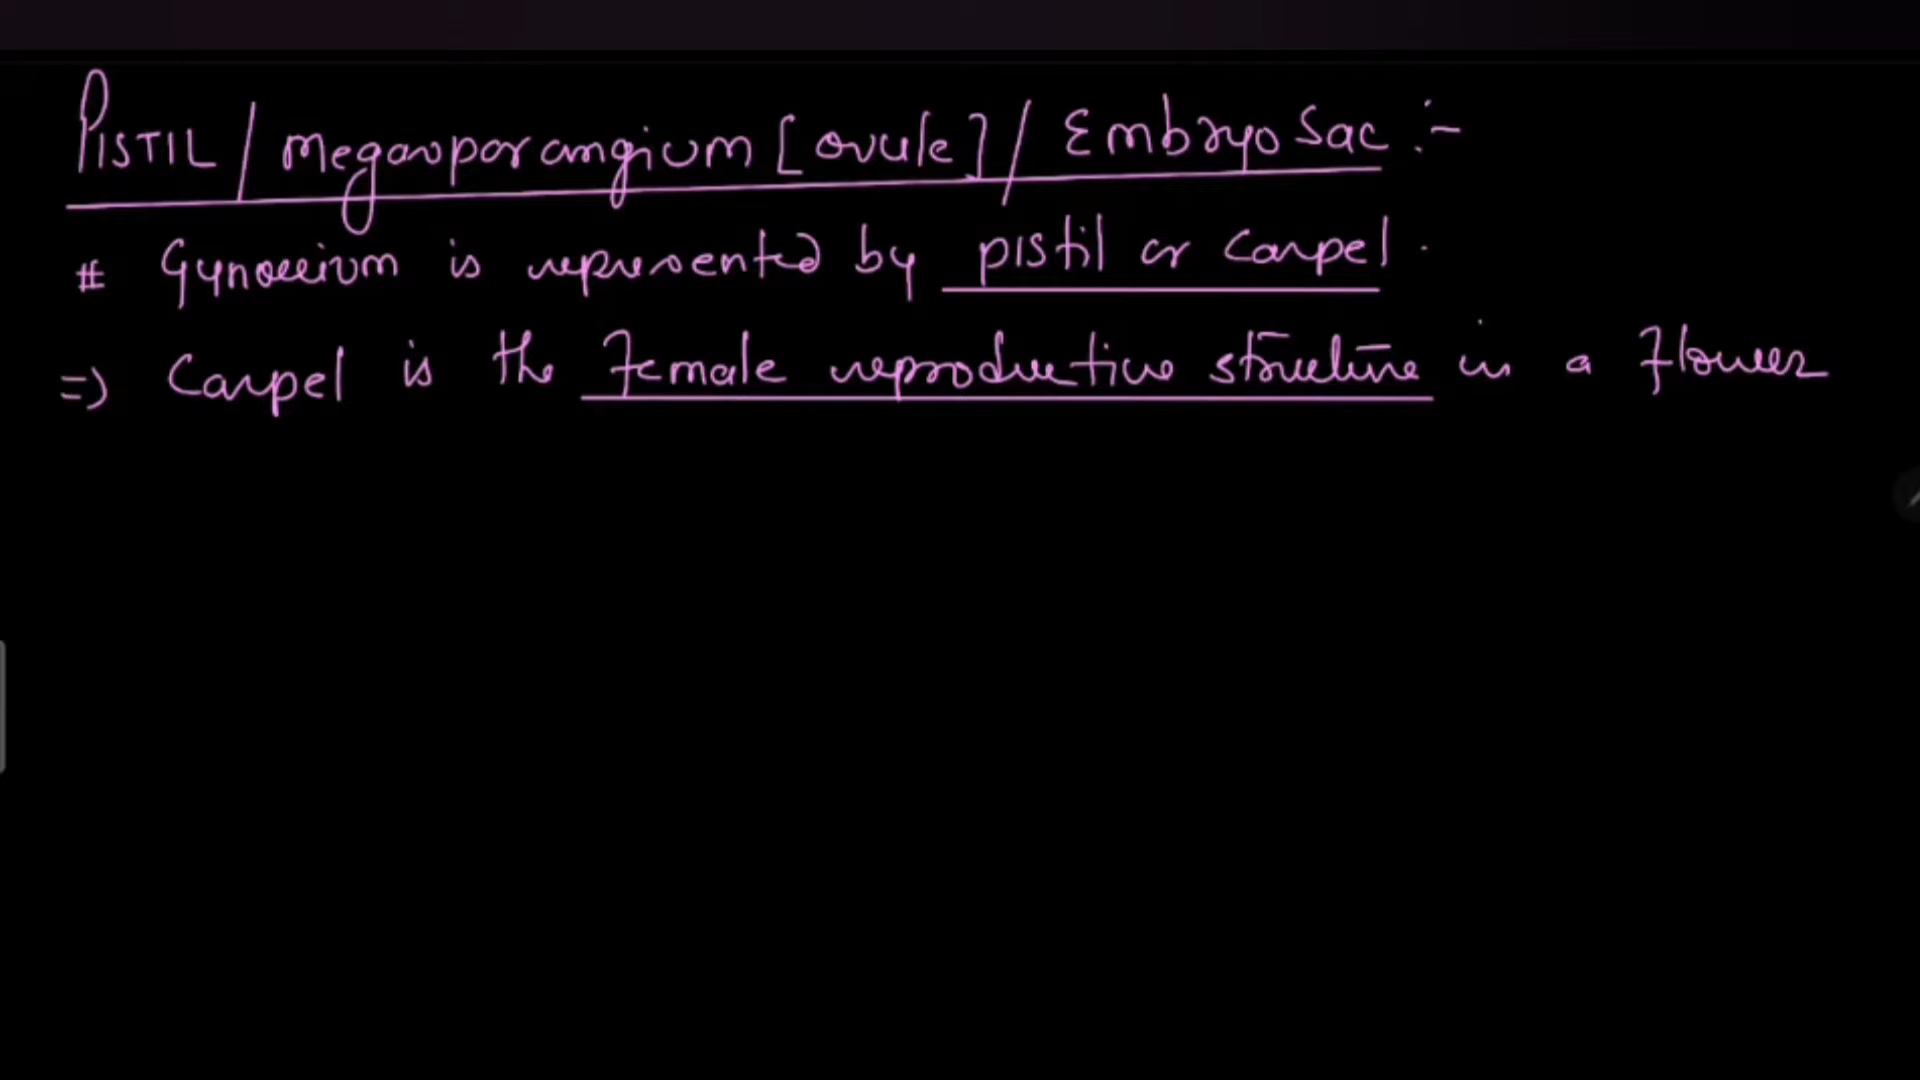 PISTIL / Megasporangium [ovule] / Embryo Sac :-
# Gynoecium is represented by pistil or Carpel.
=> Carpel is the Female reproductive structure in a flower